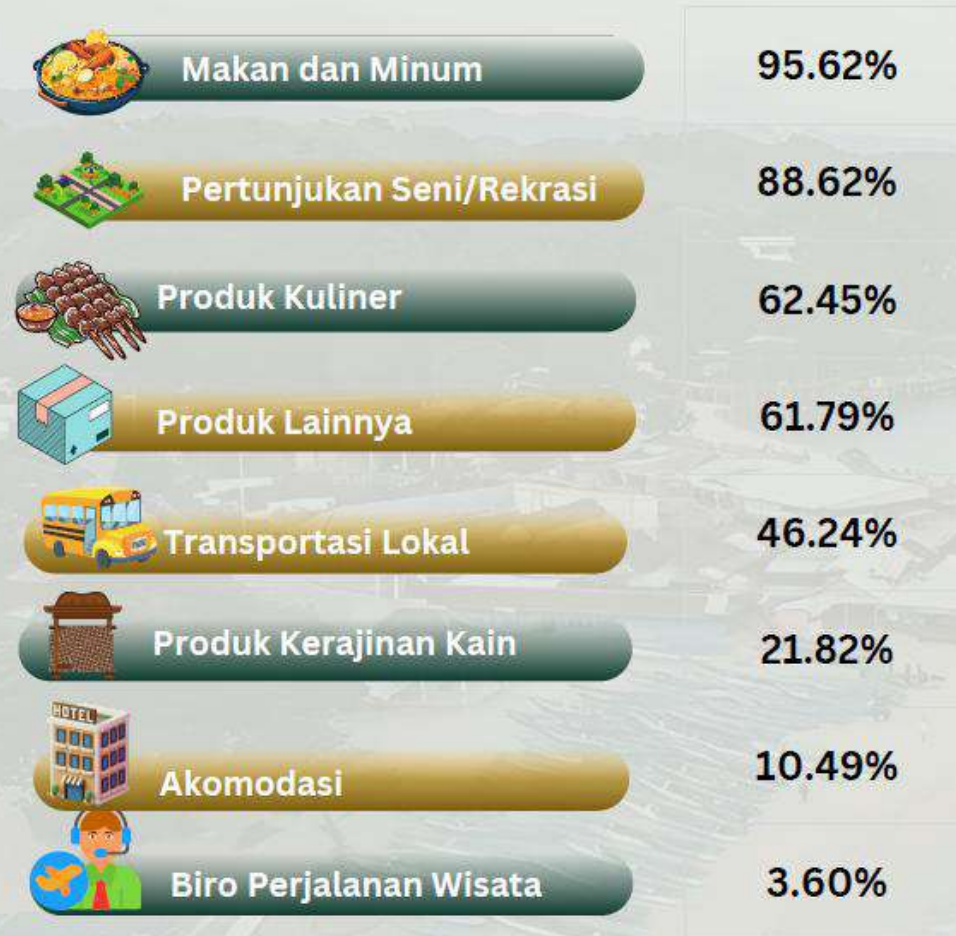 Makan dan Minum 95.62%
Pertunjukan Seni/Rekrasi 88.62%
Produk Kuliner 62.45%
Produk Lainnya 61.79%
Transportasi Lokal 46.24%
Produk Kerajinan Kain 21.82%
HOTEL
Akomodasi 10.49%
Biro Perjalanan Wisata 3.60%